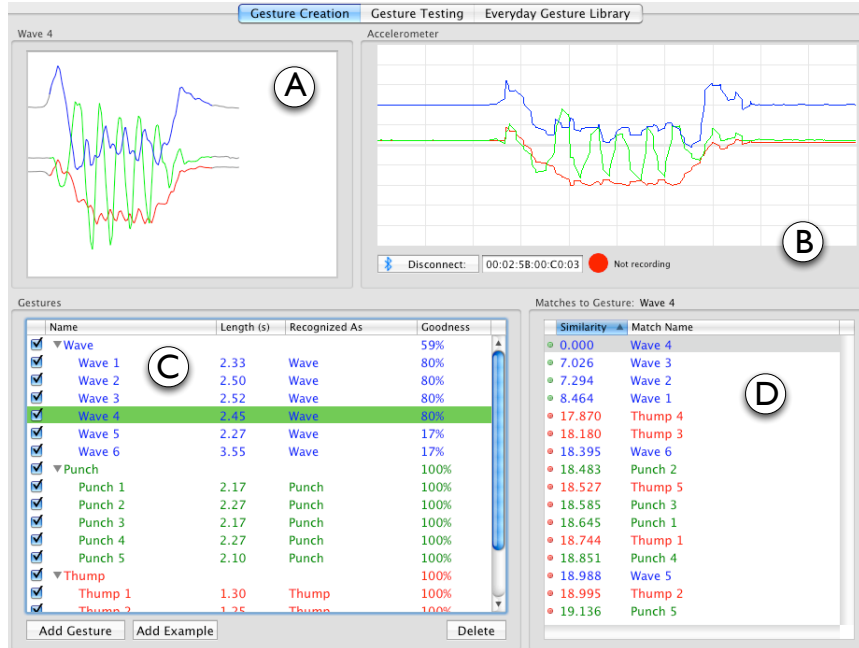 Gesture Creation Gesture Testing Everyday Gesture Library
Wave 4
A
Accelerometer
B
Disconnect: 00:02:5B:00:C0:03 Not recording
Gestures
Name Length (s) Recognized As Goodness
Wave 59%
Wave 1 2.33 Wave 80%
Wave 2 2.50 Wave 80%
Wave 3 2.52 Wave 80%
Wave 4 2.45 Wave 80%
Wave 5 2.27 Wave 17%
Wave 6 3.55 Wave 17%
C
Punch 100%
Punch 1 2.17 Punch 100%
Punch 2 2.27 Punch 100%
Punch 3 2.17 Punch 100%
Punch 4 2.27 Punch 100%
Punch 5 2.10 Punch 100%
Thump 100%
Thump 1 1.30 Thump 100%
Thump 2 1.25 Thump 100%
Add Gesture Add Example Delete
Matches to Gesture: Wave 4
Similarity Match Name
0.000 Wave 4
7.026 Wave 3
7.294 Wave 2
8.464 Wave 1
17.870 Thump 4
18.180 Thump 3
18.395 Wave 6
18.483 Punch 2
18.527 Thump 5
18.585 Punch 3
18.645 Punch 1
18.744 Thump 1
18.851 Punch 4
18.988 Wave 5
18.995 Thump 2
19.136 Punch 5
D